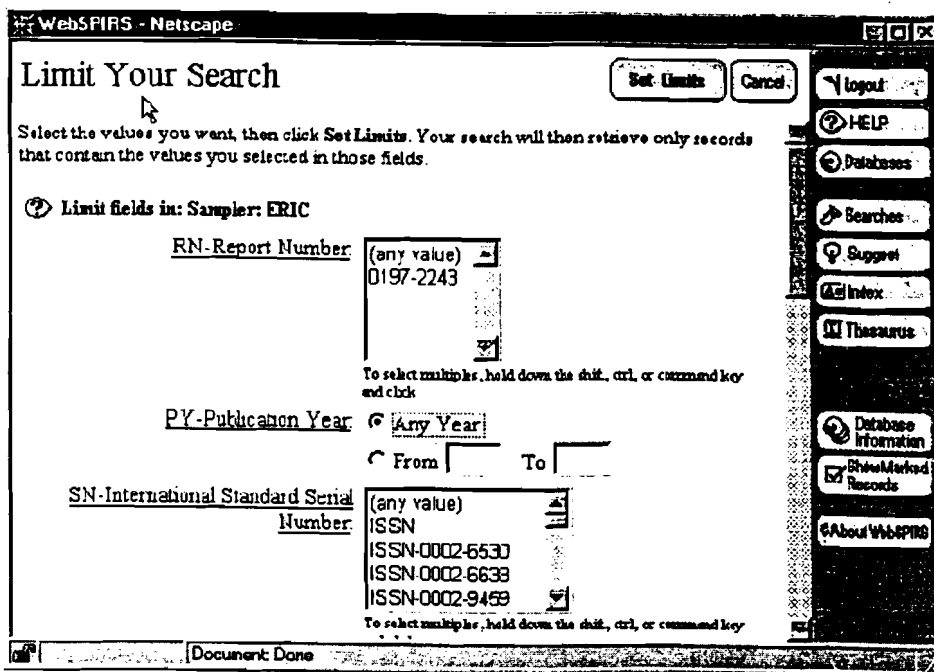 WebSPIRS - Netscape
Limit Your Search
Set Limits
Cancel
Select the values you want, then click Set Limits. Your search will then retrieve only records
that contain the values you selected in those fields.
Limit fields in: Sampler: ERIC
RN-Report Number:
(any value)
0197-2243
To select multiples, hold down the shift, ctrl, or command key
and click
PY-Publication Year:
Any Year
From
To
SN-International Standard Serial
Number:
(any value)
ISSN
ISSN-0002-6530
ISSN-0002-6639
ISSN-0002-9459
To select multiples, hold down the shift, ctrl, or command key
Logout
HELP
Databases
Searches
Suggest
Index
Thesaurus
Database
Information
Show Marked
Records
About WebSPIRS
Document: Done